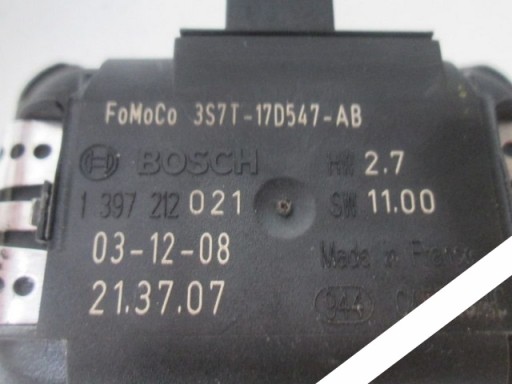 FoMoCo 3S7T-17D547-AB
BOSCH HW 2.7
1 397 212 021 SW 11.00
03-12-08 Made in France
21.37.07 944